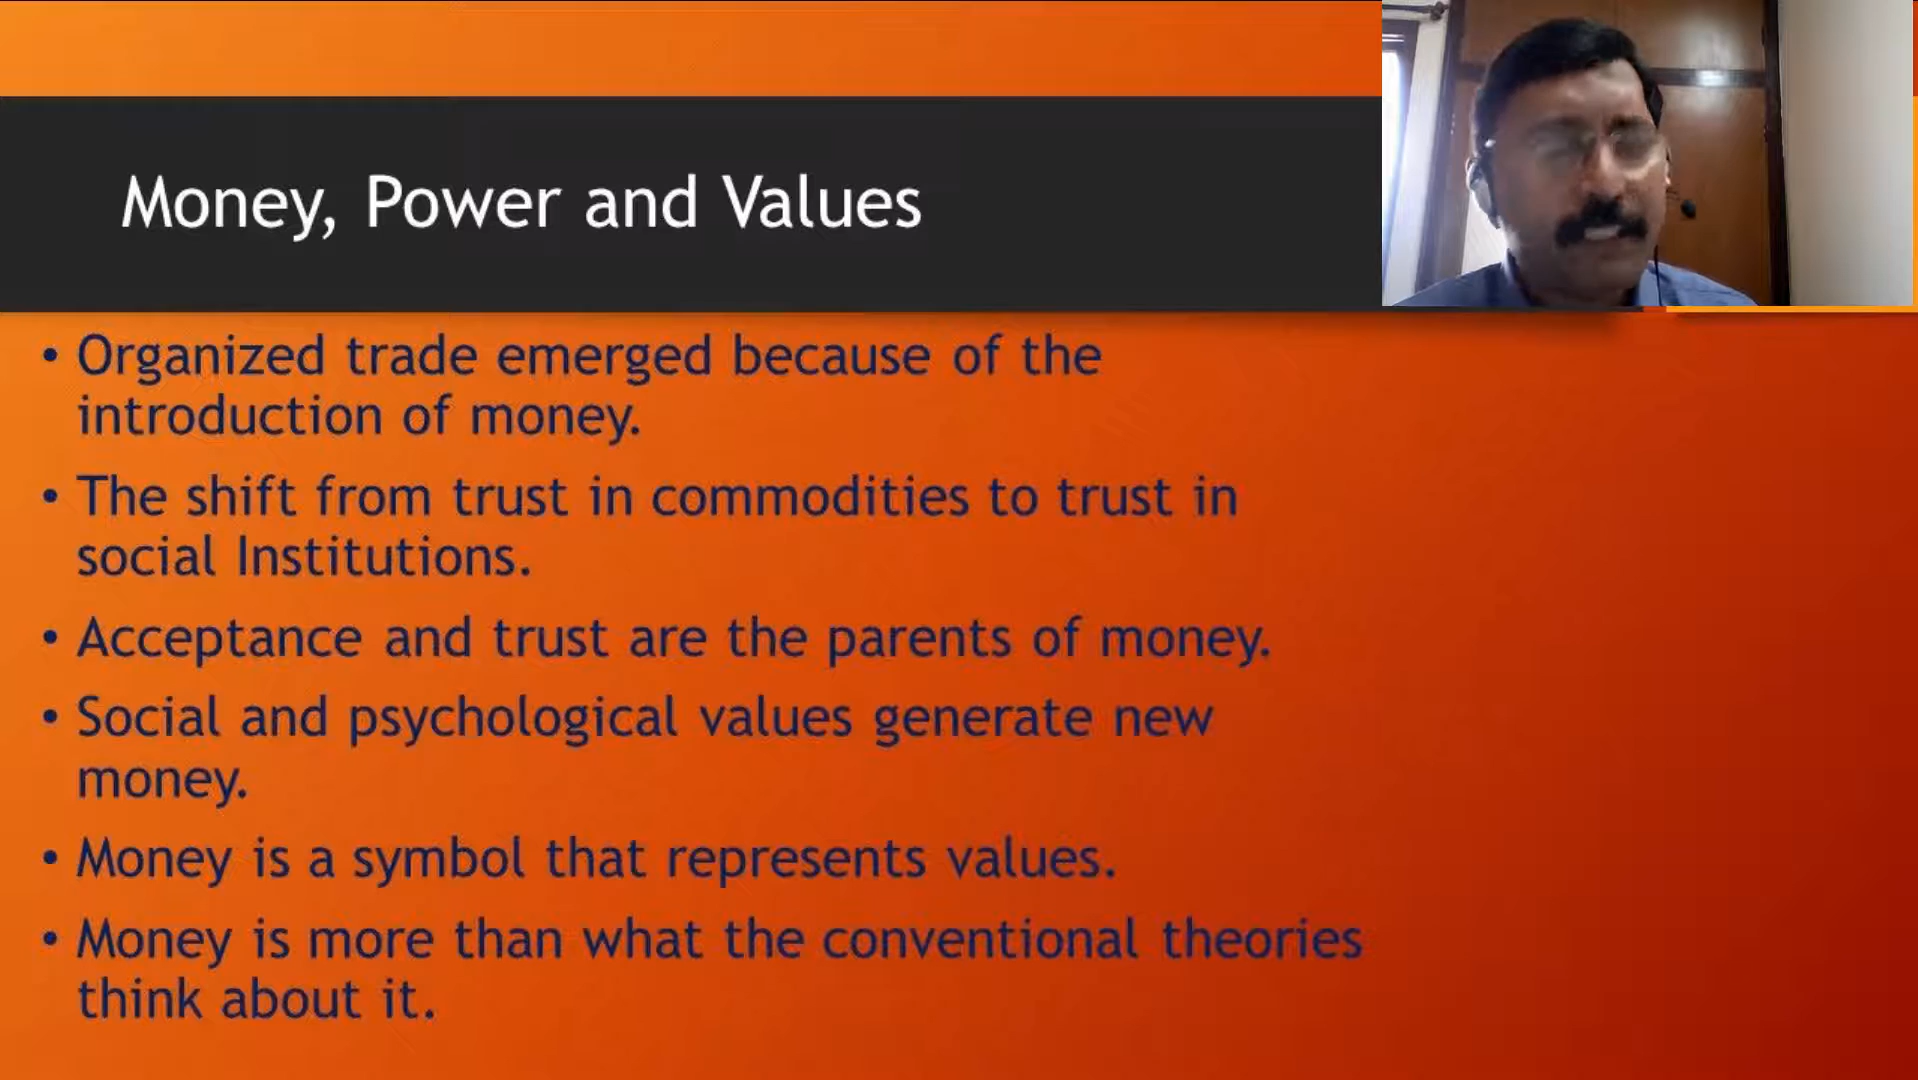 Money, Power and Values
• Organized trade emerged because of the
introduction of money.
• The shift from trust in commodities to trust in
social Institutions.
• Acceptance and trust are the parents of money.
• Social and psychological values generate new
money.
• Money is a symbol that represents values.
• Money is more than what the conventional theories
think about it.